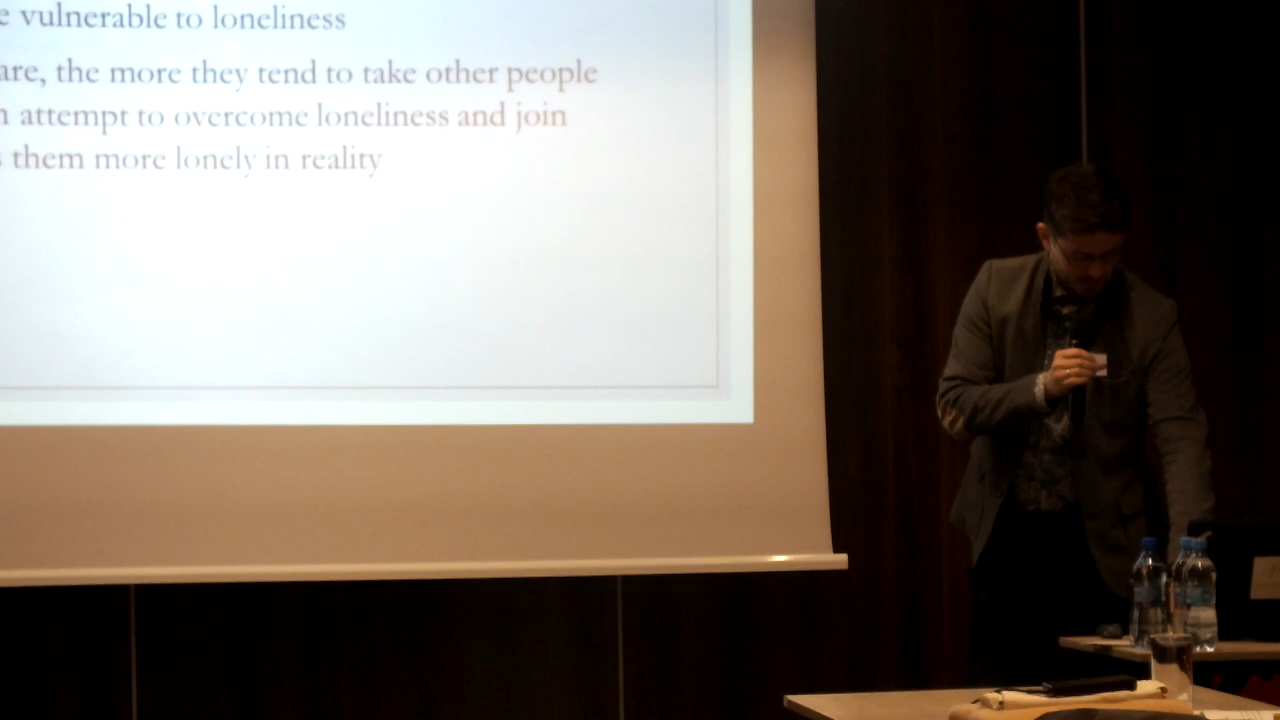 e vulnerable to loneliness
are, the more they tend to take other people
n attempt to overcome loneliness and join
s them more lonely in reality